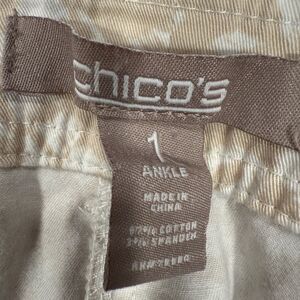 chico's
1
ANKLE
MADE IN
CHINA
97% COTTON
3% SPANDEX